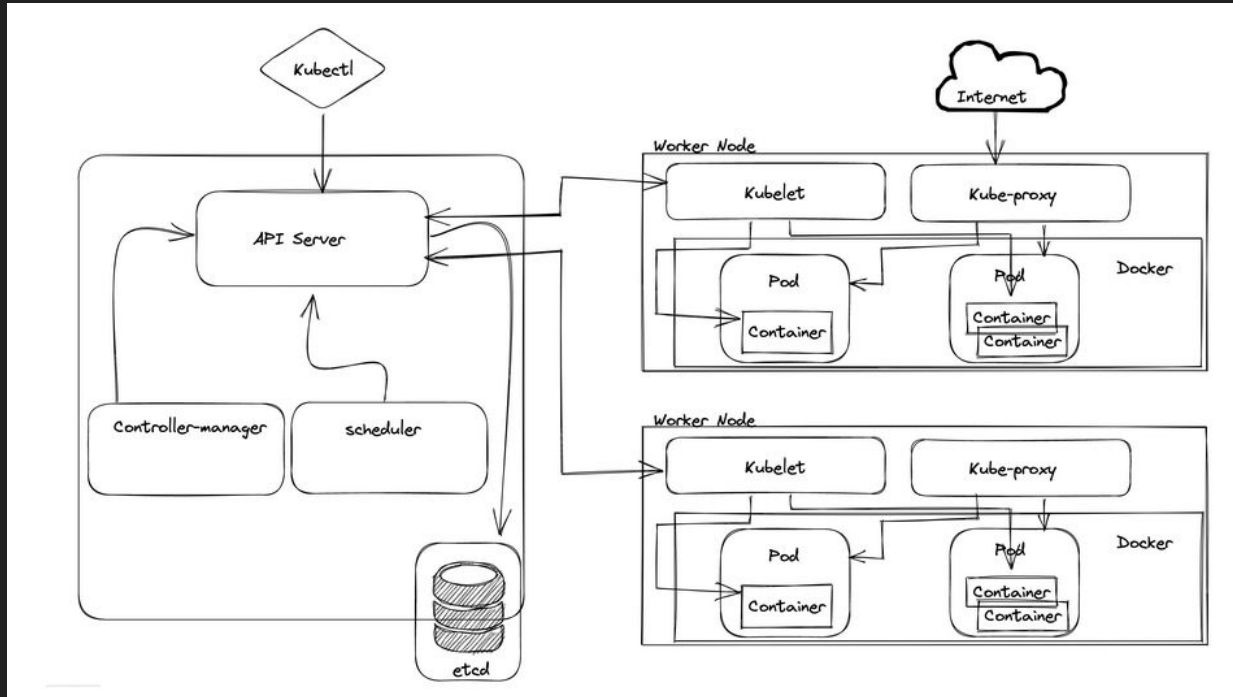 Kubectl
Internet
API Server
Controller-manager
scheduler
etcd
Worker Node
Kubelet
Kube-proxy
Pod
Pod
Docker
Container
Container
Container
Worker Node
Kubelet
Kube-proxy
Pod
Pod
Docker
Container
Container
Container